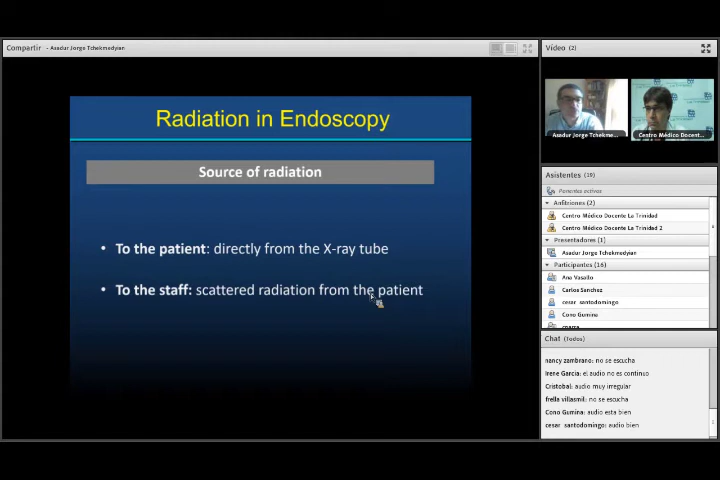 Compartir - Asadur Jorge Tchekmedyian
Radiation in Endoscopy
Source of radiation
• To the patient: directly from the X-ray tube
• To the staff: scattered radiation from the patient
Vídeo (2)
Asadur Jorge Tchekme...
Centro Médico Docent...
Asistentes (19)
Ponentes activos
Anfitriones (2)
Centro Médico Docente La Trinidad
Centro Médico Docente La Trinidad 2
Presentadores (1)
Asadur Jorge Tchekmedyian
Participantes (16)
Ana Vasallo
Carlos Sanchez
cesar santodomingo
Cono Gumina
Chat (Todos)
nancy zambrano: no se escucha
Irene Garcia: el audio no es continuo
Cristobal: audio muy irregular
frella villasmil: no se escucha
Cono Gumina: audio esta bien
cesar santodomingo: audio bien